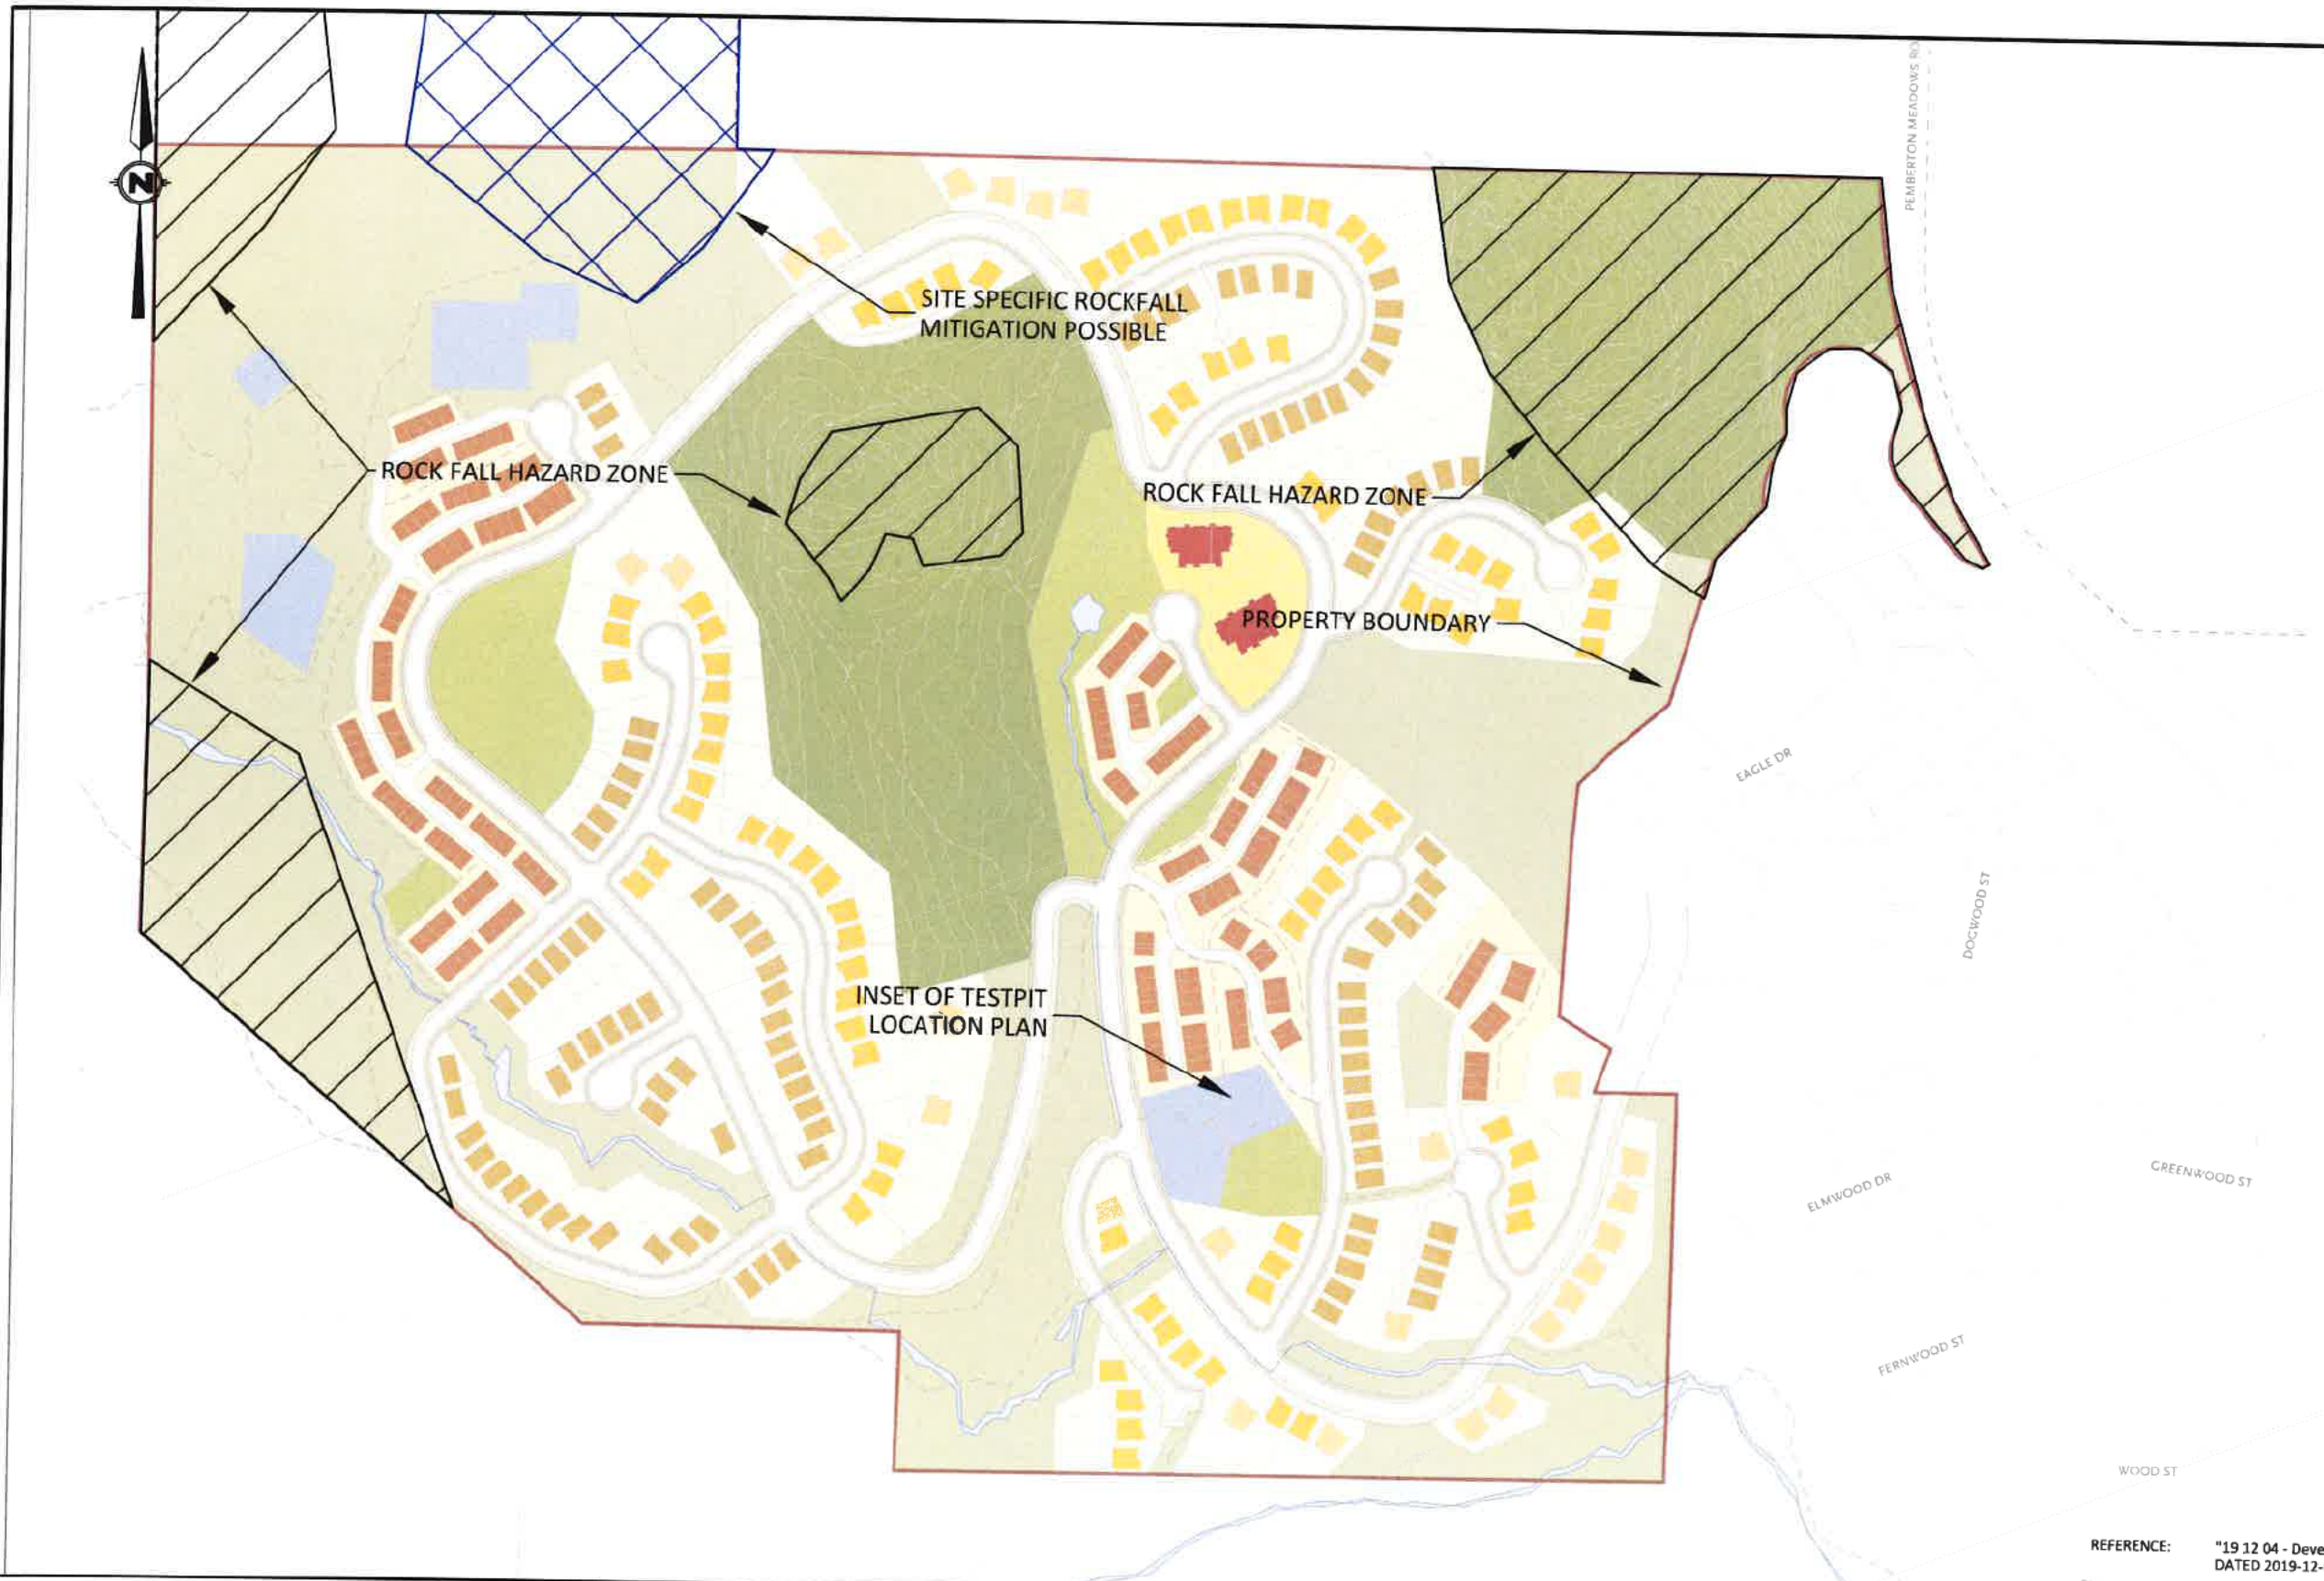 PEMBERTON MEADOWS RO
N
SITE SPECIFIC ROCKFALL
MITIGATION POSSIBLE
ROCK FALL HAZARD ZONE
ROCK FALL HAZARD ZONE
PROPERTY BOUNDARY
EAGLE DR
DOGWOOD ST
INSET OF TESTPIT
LOCATION PLAN
GREENWOOD ST
ELMWOOD DR
FERNWOOD ST
WOOD ST
REFERENCE: "19 12 04 - Deve
DATED 2019-12-